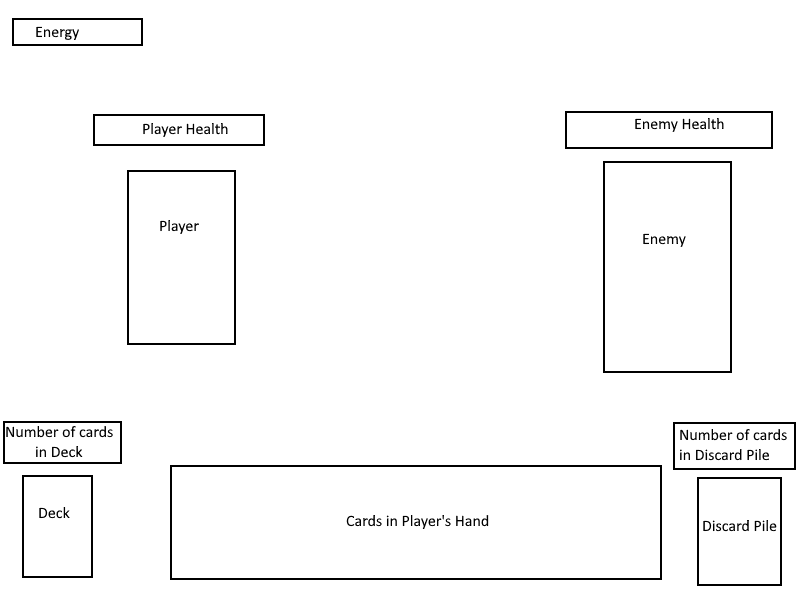 Energy
Player Health
Enemy Health
Player
Enemy
Number of cards
in Deck
Number of cards
in Discard Pile
Deck
Cards in Player's Hand
Discard Pile